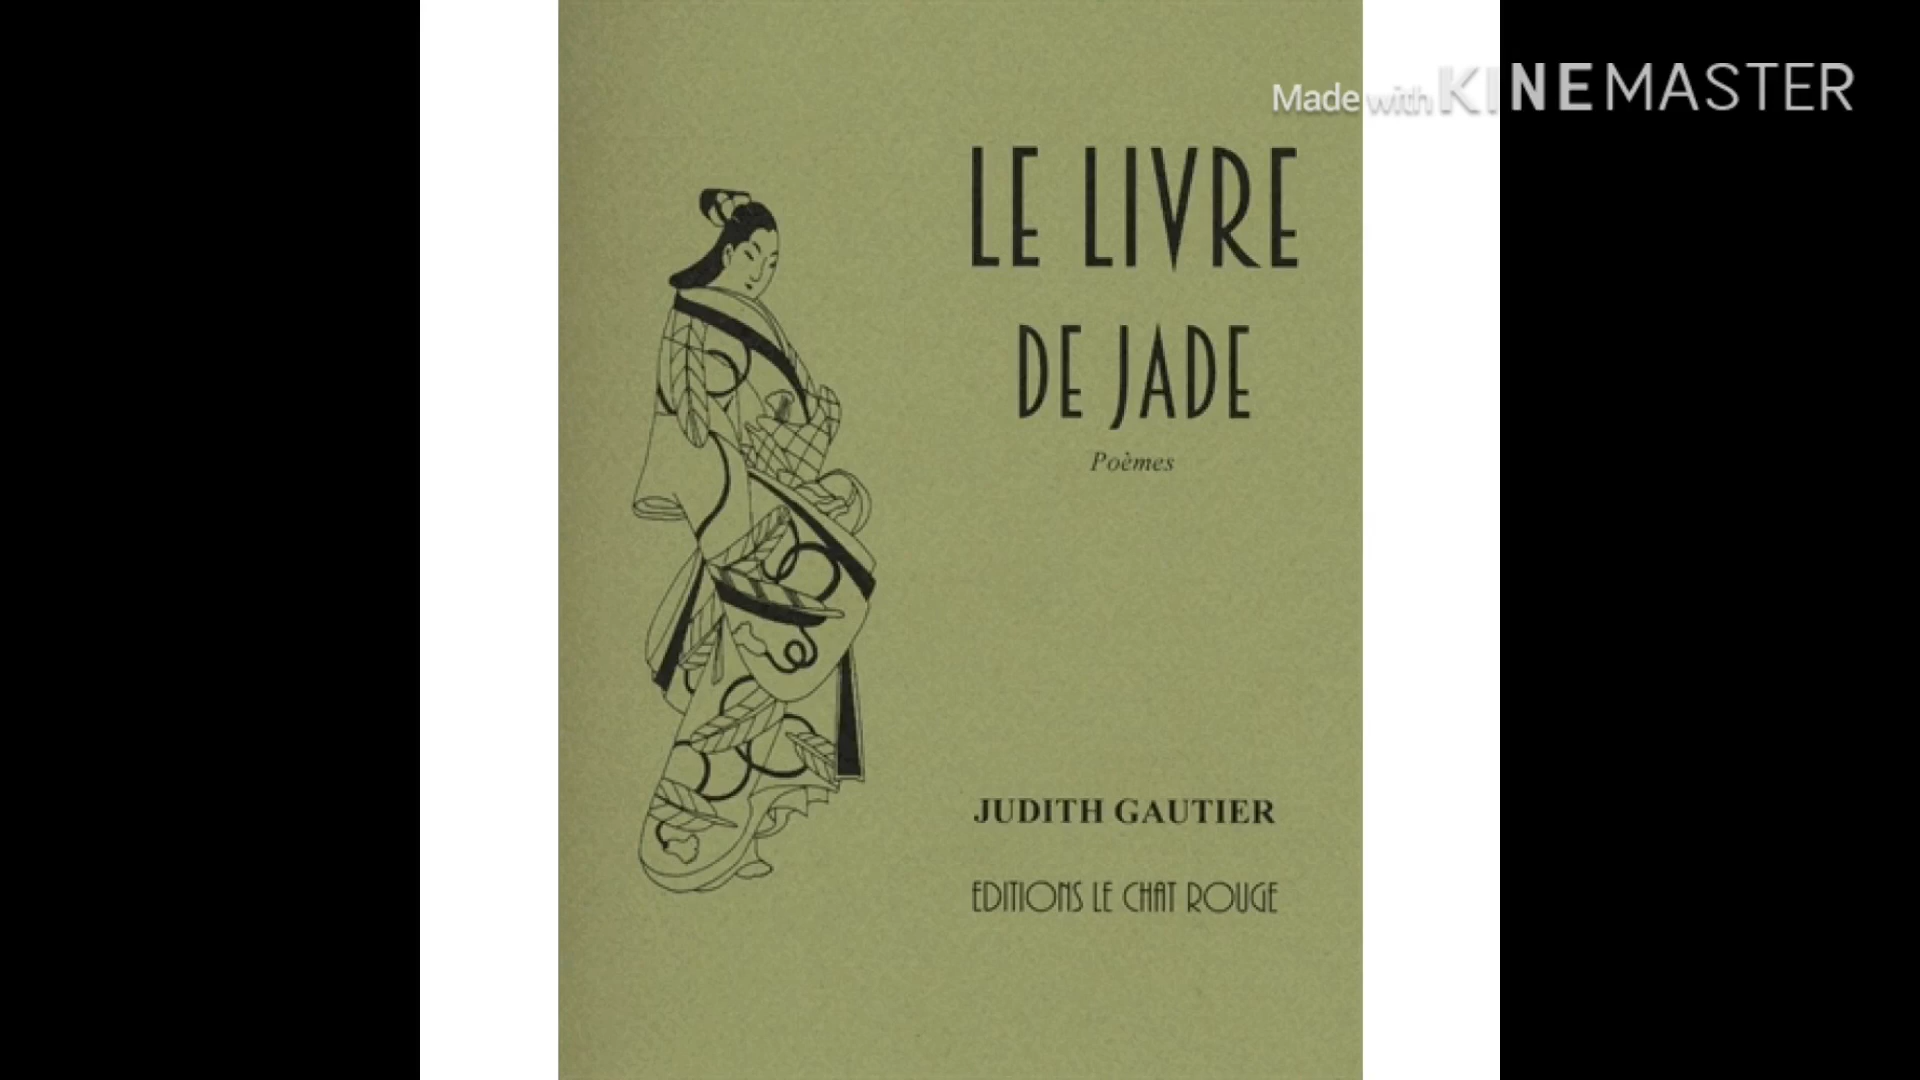 Made with KINEMASTER
LE LIVRE
DE JADE
Poèmes
JUDITH GAUTIER
EDITIONS LE CHAT ROUGE